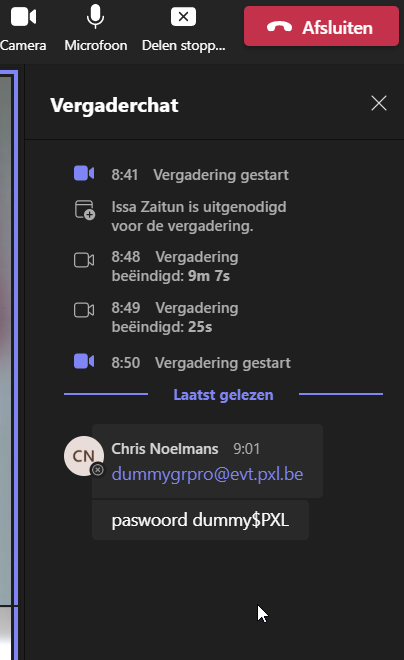 Camera Microfoon Delen stopp... Afsluiten
Vergaderchat
8:41 Vergadering gestart
Issa Zaitun is uitgenodigd
voor de vergadering.
8:48 Vergadering
beëindigd: 9m 7s
8:49 Vergadering
beëindigd: 25s
8:50 Vergadering gestart
Laatst gelezen
CN Chris Noelmans 9:01
dummygrpro@evt.pxl.be
paswoord dummy$PXL